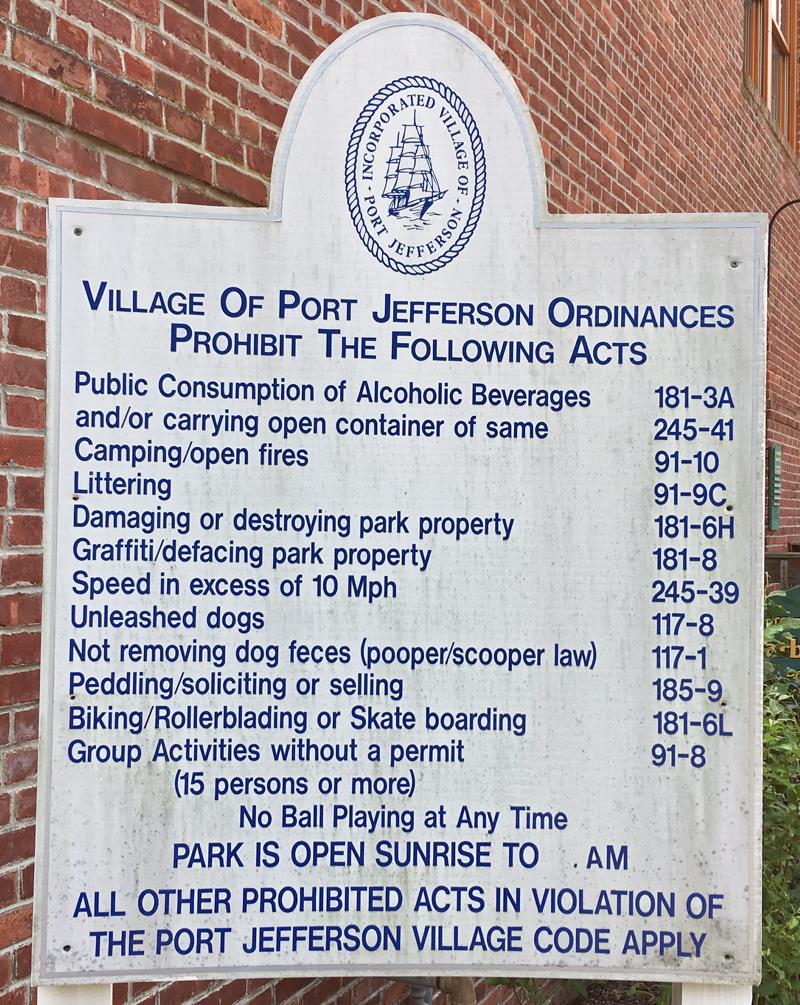 INCORPORATED VILLAGE OF
· PORT JEFFERSON ·
VILLAGE OF PORT JEFFERSON ORDINANCES
PROHIBIT THE FOLLOWING ACTS
Public Consumption of Alcoholic Beverages 181-3A
and/or carrying open container of same 245-41
Camping/open fires 91-10
Littering 91-9C
Damaging or destroying park property 181-6H
Graffiti/defacing park property 181-8
Speed in excess of 10 Mph 245-39
Unleashed dogs 117-8
Not removing dog feces (pooper/scooper law) 117-1
Peddling/soliciting or selling 185-9
Biking/Rollerblading or Skate boarding 181-6L
Group Activities without a permit 91-8
(15 persons or more)
No Ball Playing at Any Time
PARK IS OPEN SUNRISE TO . AM
ALL OTHER PROHIBITED ACTS IN VIOLATION OF
THE PORT JEFFERSON VILLAGE CODE APPLY